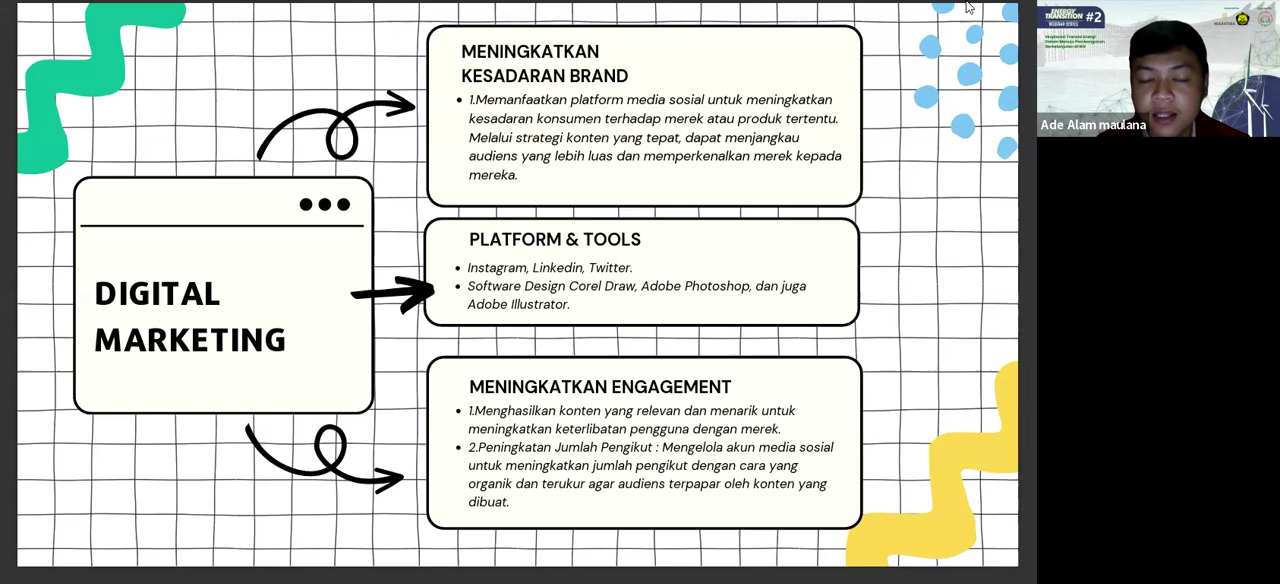 MENINGKATKAN
KESADARAN BRAND
1.Memanfaatkan platform media sosial untuk meningkatkan
kesadaran konsumen terhadap merek atau produk tertentu.
Melalui strategi konten yang tepat, dapat menjangkau
audiens yang lebih luas dan memperkenalkan merek kepada
mereka.
DIGITAL
MARKETING
PLATFORM & TOOLS
Instagram, Linkedin, Twitter.
Software Design Corel Draw, Adobe Photoshop, dan juga
Adobe Illustrator.
MENINGKATKAN ENGAGEMENT
1.Menghasilkan konten yang relevan dan menarik untuk
meningkatkan keterlibatan pengguna dengan merek.
2.Peningkatan Jumlah Pengikut : Mengelola akun media sosial
untuk meningkatkan jumlah pengikut dengan cara yang
organik dan terukur agar audiens terpapar oleh konten yang
dibuat.
ENERGY
TRANSITION #2
WEBINAR SERIES
Ade Alam maulana